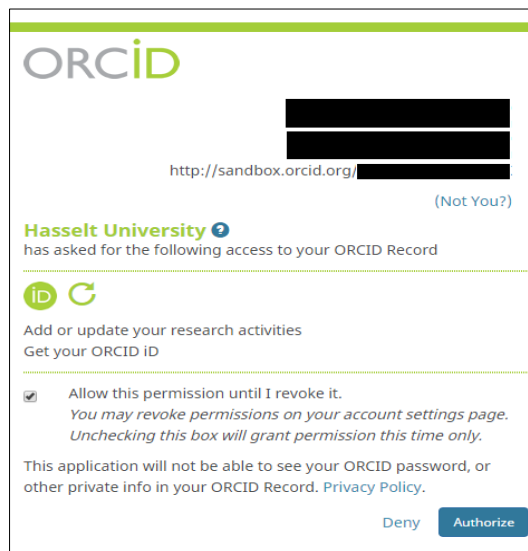 ORCiD
http://sandbox.orcid.org/
(Not You?)
Hasselt University ?
has asked for the following access to your ORCID Record
iD
Add or update your research activities
Get your ORCID iD
Allow this permission until I revoke it.
You may revoke permissions on your account settings page.
Unchecking this box will grant permission this time only.
This application will not be able to see your ORCID password, or
other private info in your ORCID Record. Privacy Policy.
Deny Authorize